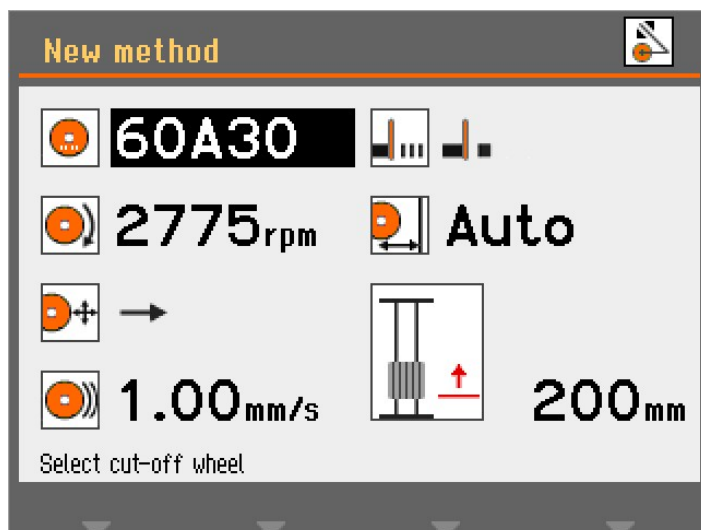 New method
60A30
2775rpm
Auto
1.00mm/s
200mm
Select cut-off wheel